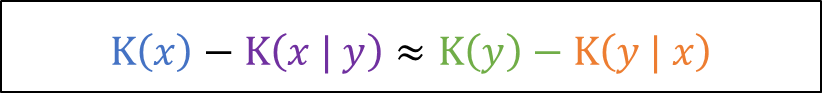 K(x) − K(x | y) ≈ K(y) − K(y | x)